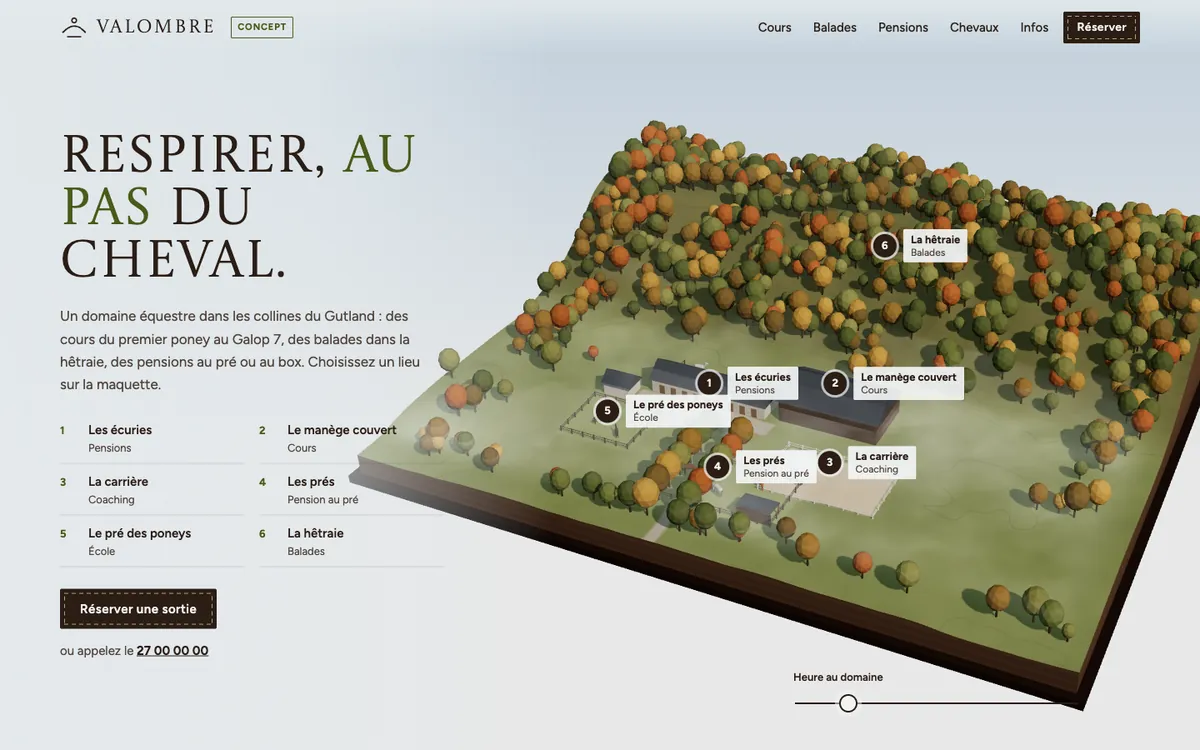 VALOMBRE
CONCEPT
Cours
Balades
Pensions
Chevaux
Infos
Réserver
RESPIRER, AU
PAS DU
CHEVAL.
Un domaine équestre dans les collines du Gutland : des
cours du premier poney au Galop 7, des balades dans la
hêtraie, des pensions au pré ou au box. Choisissez un lieu
sur la maquette.
1 Les écuries
Pensions
2 Le manège couvert
Cours
3 La carrière
Coaching
4 Les prés
Pension au pré
5 Le pré des poneys
École
6 La hêtraie
Balades
Réserver une sortie
ou appelez le 27 00 00 00
6 La hêtraie
Balades
1 Les écuries
Pensions
2 Le manège couvert
Cours
5 Le pré des poneys
École
4 Les prés
Pension au pré
3 La carrière
Coaching
Heure au domaine